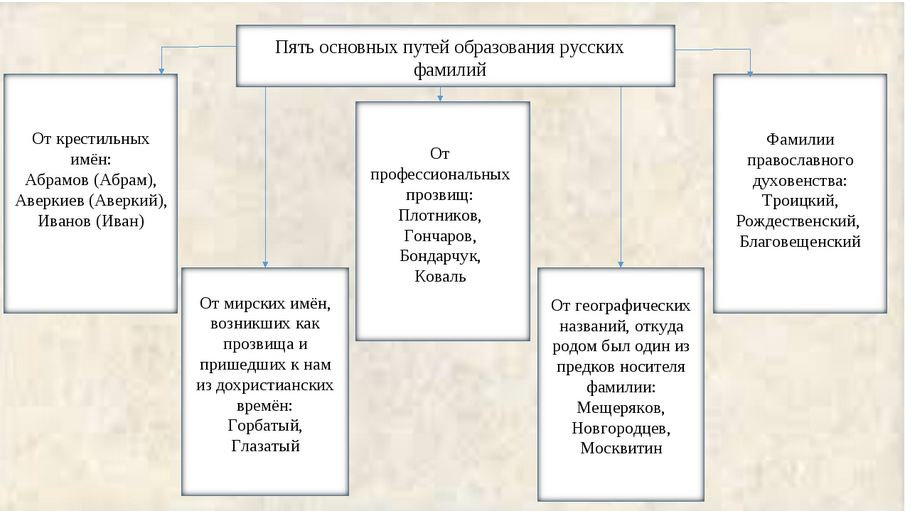 Пять основных путей образования русских
фамилий
От крестильных
имён:
Абрамов (Абрам),
Аверкиев (Аверкий),
Иванов (Иван)
От мирских имён,
возникших как
прозвища и
пришедших к нам
из дохристианских
времён:
Горбатый,
Глазатый
От
профессиональных
прозвищ:
Плотников,
Гончаров,
Бондарчук,
Коваль
От географических
названий, откуда
родом был один из
предков носителя
фамилии:
Мещеряков,
Новгородцев,
Москвитин
Фамилии
православного
духовенства:
Троицкий,
Рождественский,
Благовещенский